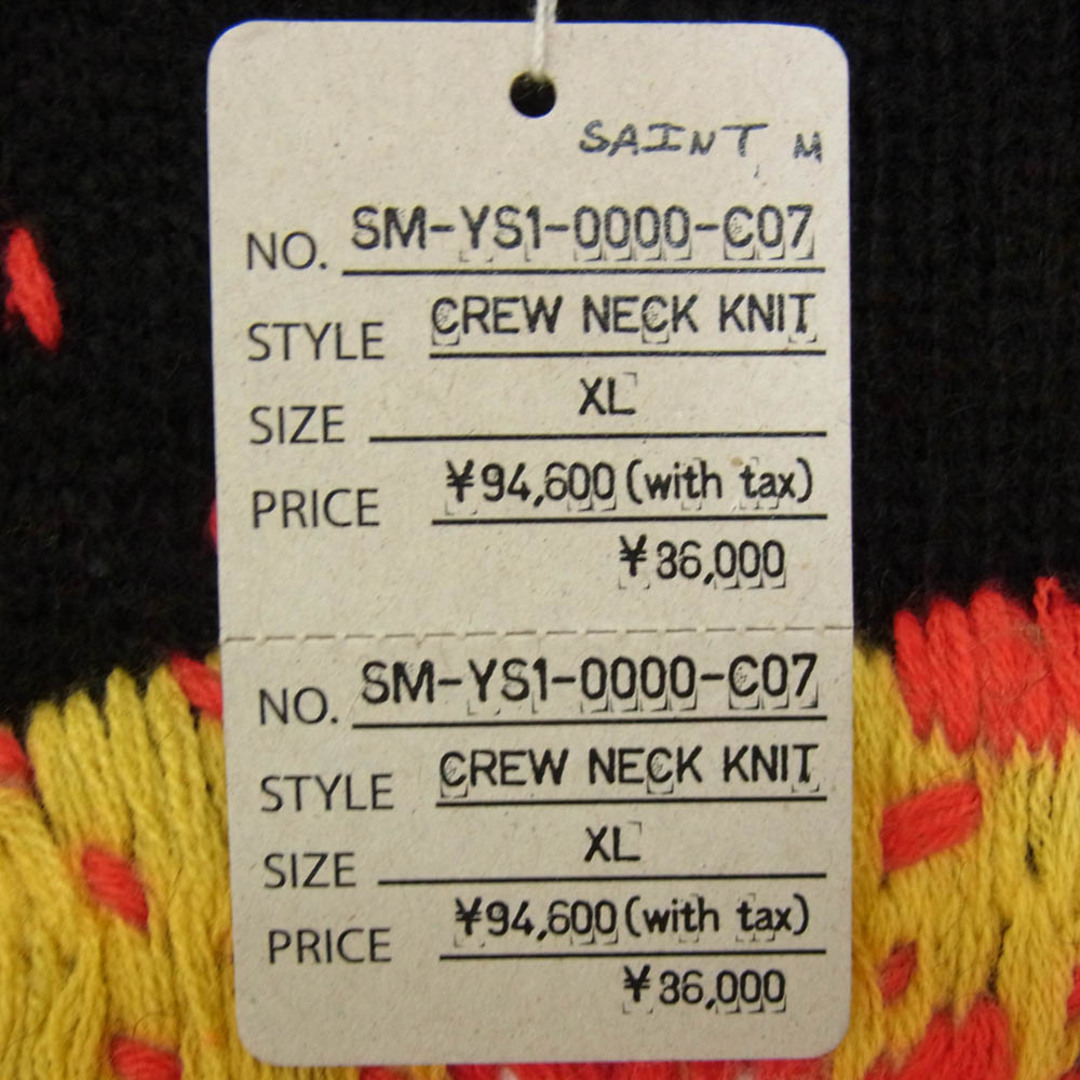 SAINT M
NO. SM-YS1-0000-C07
STYLE CREW NECK KNIT
SIZE XL
PRICE ¥94,600(with tax)
¥86,000
NO. SM-YS1-0000-C07
STYLE CREW NECK KNIT
SIZE XL
PRICE ¥94,600(with tax)
¥86,000